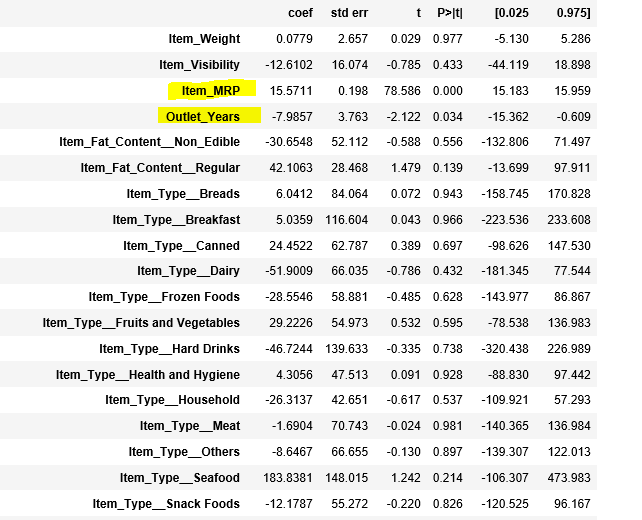 coef std err t P>|t| [0.025 0.975]
Item_Weight 0.0779 2.657 0.029 0.977 -5.130 5.286
Item_Visibility -12.6102 16.074 -0.785 0.433 -44.119 18.898
Item_MRP 15.5711 0.198 78.586 0.000 15.183 15.959
Outlet_Years -7.9857 3.763 -2.122 0.034 -15.362 -0.609
Item_Fat_Content__Non_Edible -30.6548 52.112 -0.588 0.556 -132.806 71.497
Item_Fat_Content__Regular 42.1063 28.468 1.479 0.139 -13.699 97.911
Item_Type__Breads 6.0412 84.064 0.072 0.943 -158.745 170.828
Item_Type__Breakfast 5.0359 116.604 0.043 0.966 -223.536 233.608
Item_Type__Canned 24.4522 62.787 0.389 0.697 -98.626 147.530
Item_Type__Dairy -51.9009 66.035 -0.786 0.432 -181.345 77.544
Item_Type__Frozen Foods -28.5546 58.881 -0.485 0.628 -143.977 86.867
Item_Type__Fruits and Vegetables 29.2226 54.973 0.532 0.595 -78.538 136.983
Item_Type__Hard Drinks -46.7244 139.633 -0.335 0.738 -320.438 226.989
Item_Type__Health and Hygiene 4.3056 47.513 0.091 0.928 -88.830 97.442
Item_Type__Household -26.3137 42.651 -0.617 0.537 -109.921 57.293
Item_Type__Meat -1.6904 70.743 -0.024 0.981 -140.365 136.984
Item_Type__Others -8.6467 66.655 -0.130 0.897 -139.307 122.013
Item_Type__Seafood 183.8381 148.015 1.242 0.214 -106.307 473.983
Item_Type__Snack Foods -12.1787 55.272 -0.220 0.826 -120.525 96.167